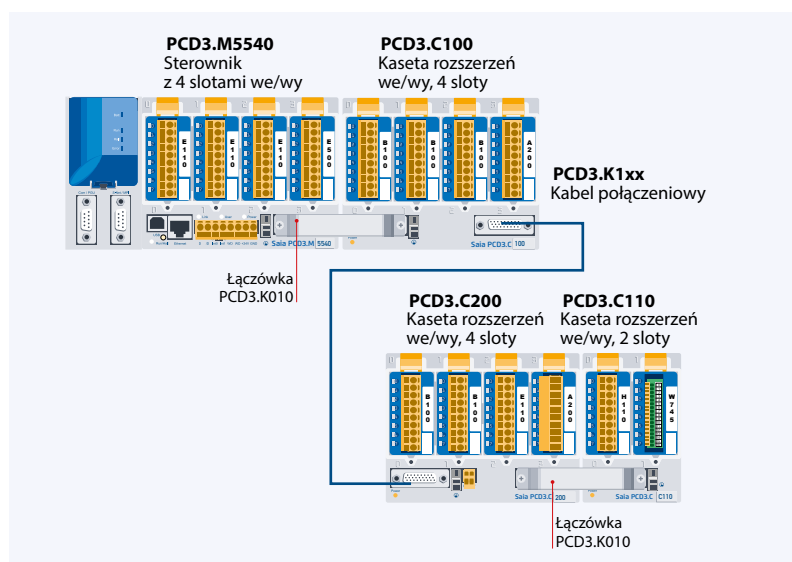 PCD3.M5540
Sterownik
z 4 slotami we/wy
PCD3.C100
Kaseta rozszerzeń
we/wy, 4 sloty
E110
E110
E110
E500
B100
B100
B100
A200
PCD3.K1xx
Kabel połączeniowy
Saia PCD3.M 5540
Saia PCD3.C 100
Łączówka
PCD3.K010
PCD3.C200
Kaseta rozszerzeń
we/wy, 4 sloty
PCD3.C110
Kaseta rozszerzeń
we/wy, 2 sloty
B100
B100
E110
A200
H110
W745
Saia PCD3.C 200
Saia PCD3.C C110
Łączówka
PCD3.K010